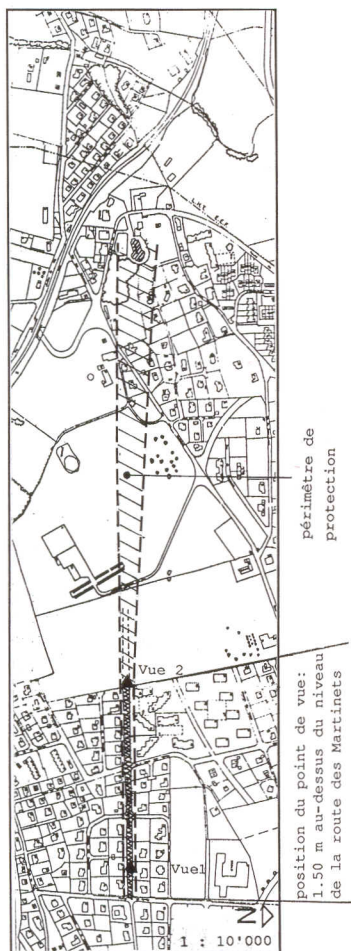 périmètre de
protection
Vue 2
position du point de vue:
1.50 m au-dessus du niveau
de la route des Martinets
Vue1
N
1 : 10'000